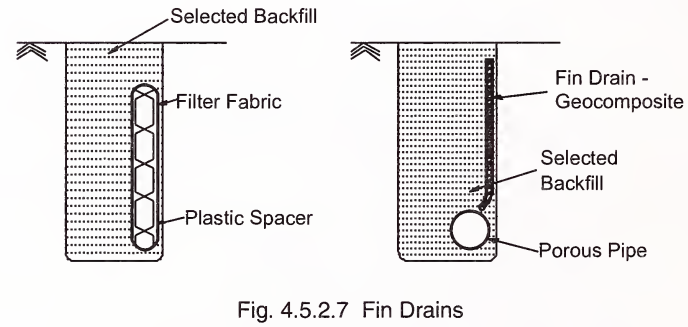 Selected Backfill
Filter Fabric
Plastic Spacer
Fin Drain -
Geocomposite
Selected
Backfill
Porous Pipe
Fig. 4.5.2.7 Fin Drains